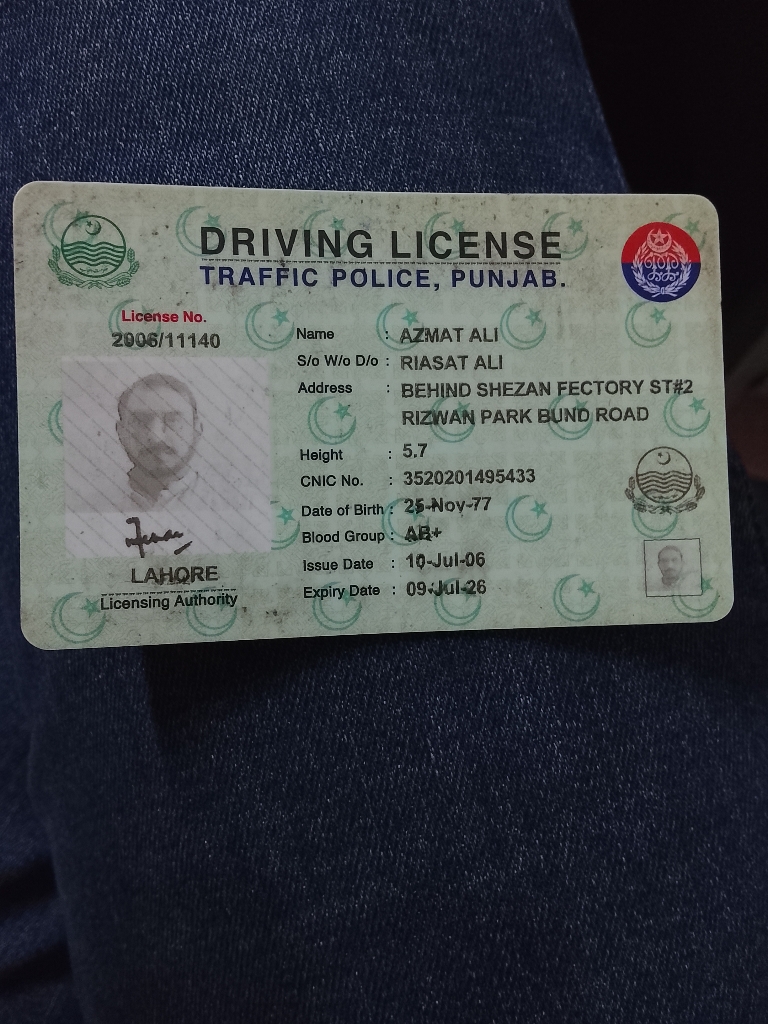 DRIVING LICENSE
TRAFFIC POLICE, PUNJAB.
License No.
2006/11140
Name : AZMAT ALI
S/o W/o D/o : RIASAT ALI
Address : BEHIND SHEZAN FECTORY ST#2
RIZWAN PARK BUND ROAD
Height : 5.7
CNIC No. : 3520201495433
Date of Birth : 25-Nov-77
Blood Group : AB+
Issue Date : 10-Jul-06
Expiry Date : 09-Jul-26
LAHORE
Licensing Authority